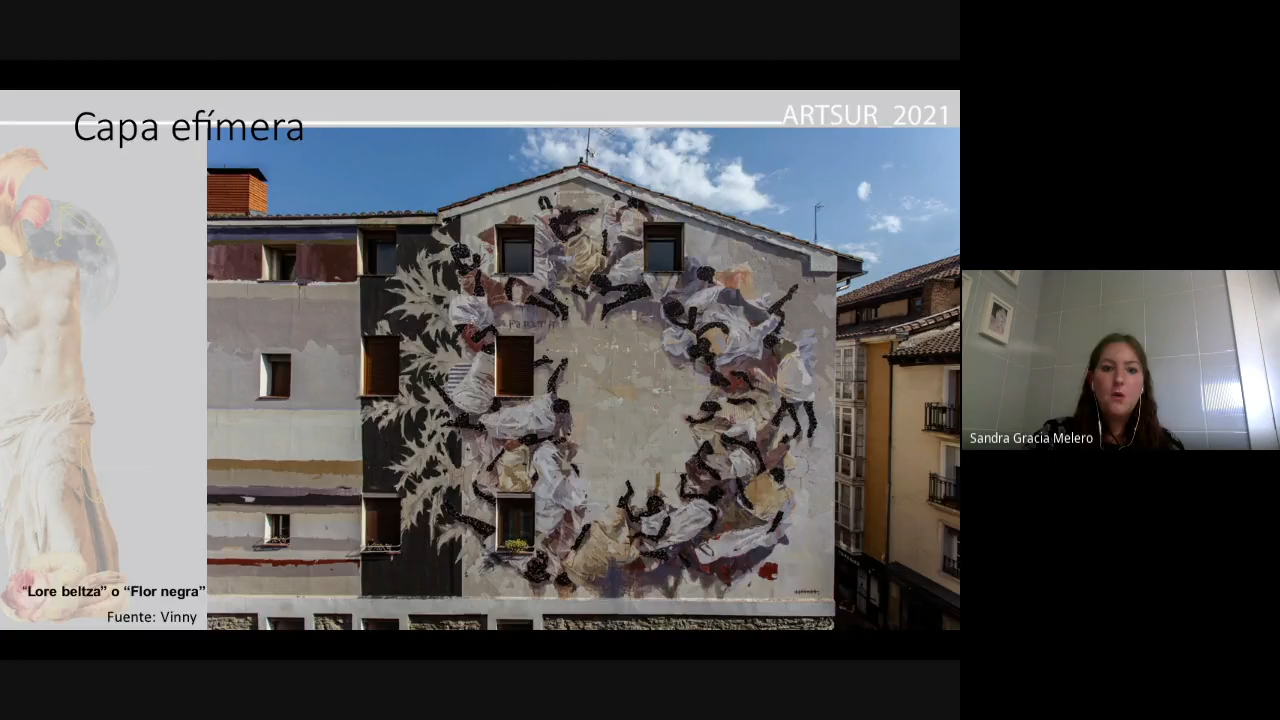 Capa efímera
ARTSUR_2021
“Lore beltza” o “Flor negra”
Fuente: Vinny
Sandra Gracia Melero